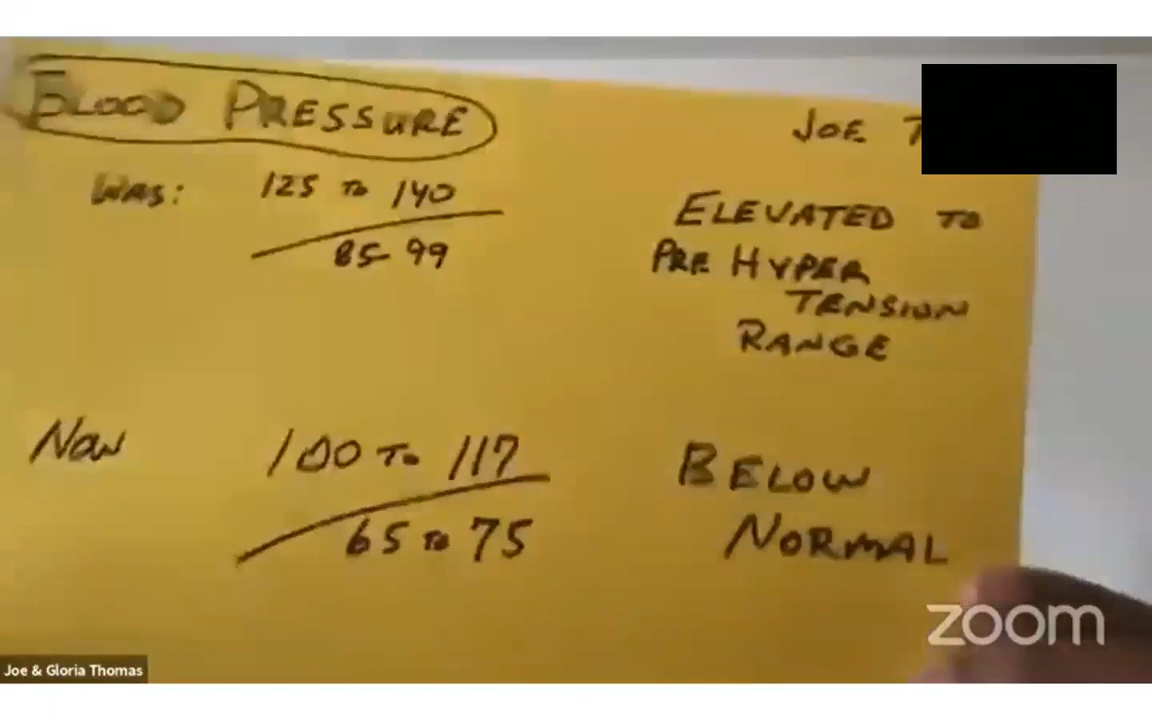 BLOOD PRESSURE
JOE T
WAS: 125 TO 140
85-99
ELEVATED TO
PRE HYPER
TENSION
RANGE
NOW 100 TO 117
65 TO 75
BELOW
NORMAL
zoom
Joe & Gloria Thomas